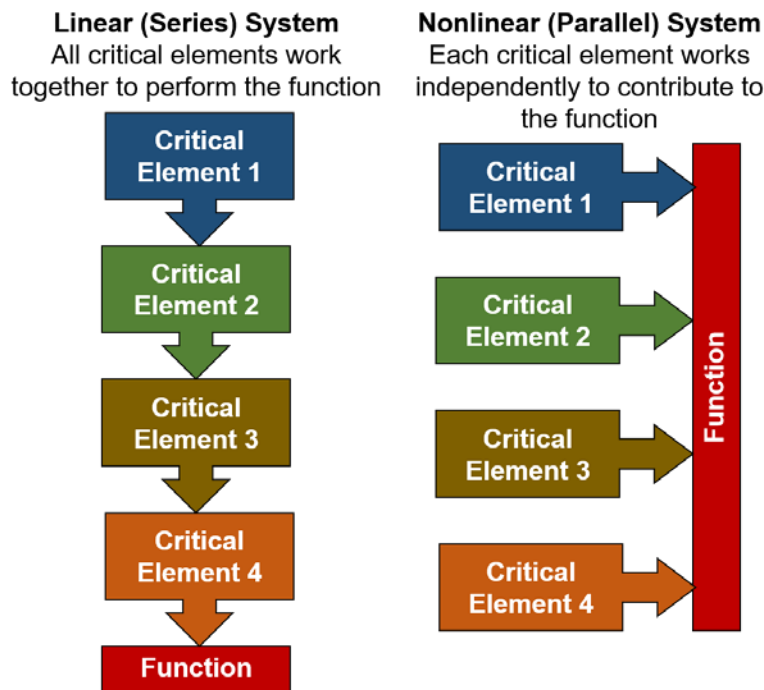 Linear (Series) System
All critical elements work
together to perform the function
Critical
Element 1
Critical
Element 2
Critical
Element 3
Critical
Element 4
Function
Nonlinear (Parallel) System
Each critical element works
independently to contribute to
the function
Critical
Element 1
Critical
Element 2
Critical
Element 3
Critical
Element 4
Function